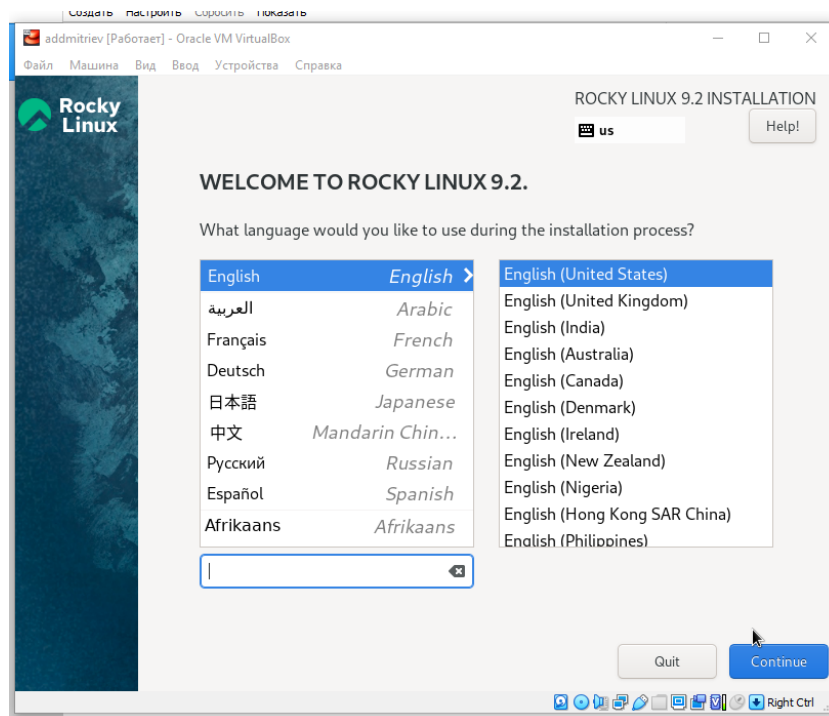 Создать Настроить Сбросить Показать
addmitriev [Работает] - Oracle VM VirtualBox
Файл Машина Вид Ввод Устройства Справка
Rocky
Linux
ROCKY LINUX 9.2 INSTALLATION
us
Help!
WELCOME TO ROCKY LINUX 9.2.
What language would you like to use during the installation process?
English English
العربية Arabic
Français French
Deutsch German
日本語 Japanese
中文 Mandarin Chin...
Русский Russian
Español Spanish
Afrikaans Afrikaans
English (United States)
English (United Kingdom)
English (India)
English (Australia)
English (Canada)
English (Denmark)
English (Ireland)
English (New Zealand)
English (Nigeria)
English (Hong Kong SAR China)
English (Philippines)
Quit
Continue
Right Ctrl